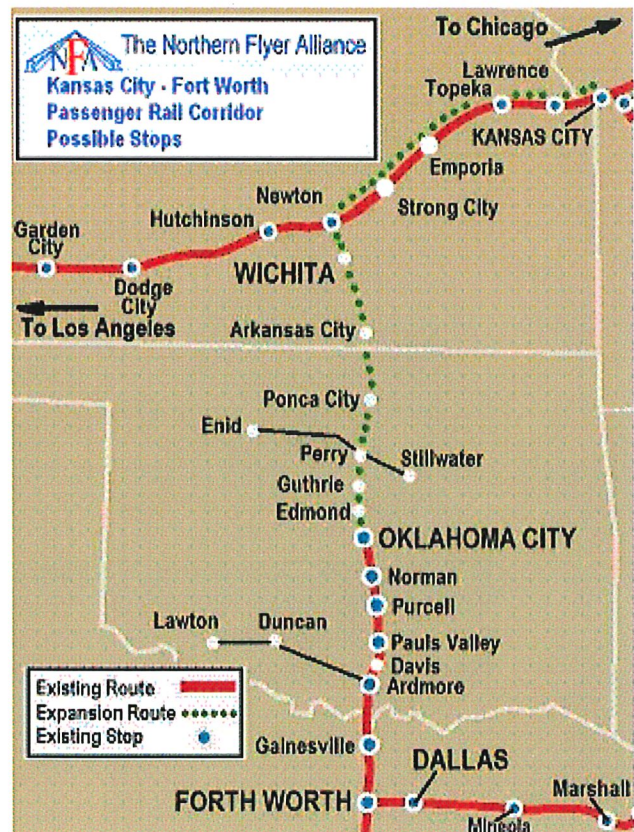 NFA The Northern Flyer Alliance
Kansas City - Fort Worth
Passenger Rail Corridor
Possible Stops
To Chicago
Lawrence
Topeka
KANSAS CITY
Emporia
Strong City
Newton
Hutchinson
Garden
City
Dodge
City
WICHITA
To Los Angeles
Arkansas City
Ponca City
Enid
Perry
Stillwater
Guthrie
Edmond
OKLAHOMA CITY
Norman
Purcell
Lawton
Duncan
Pauls Valley
Davis
Ardmore
Existing Route
Expansion Route
Existing Stop
Gainesville
DALLAS
FORTH WORTH
Marshall
Mineola